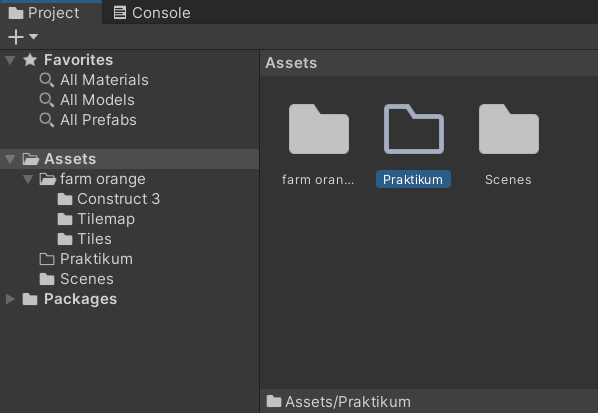 Project
Console
Favorites
All Materials
All Models
All Prefabs
Assets
farm orange
Construct 3
Tilemap
Tiles
Praktikum
Scenes
Packages
Assets
farm oran...
Praktikum
Scenes
Assets/Praktikum